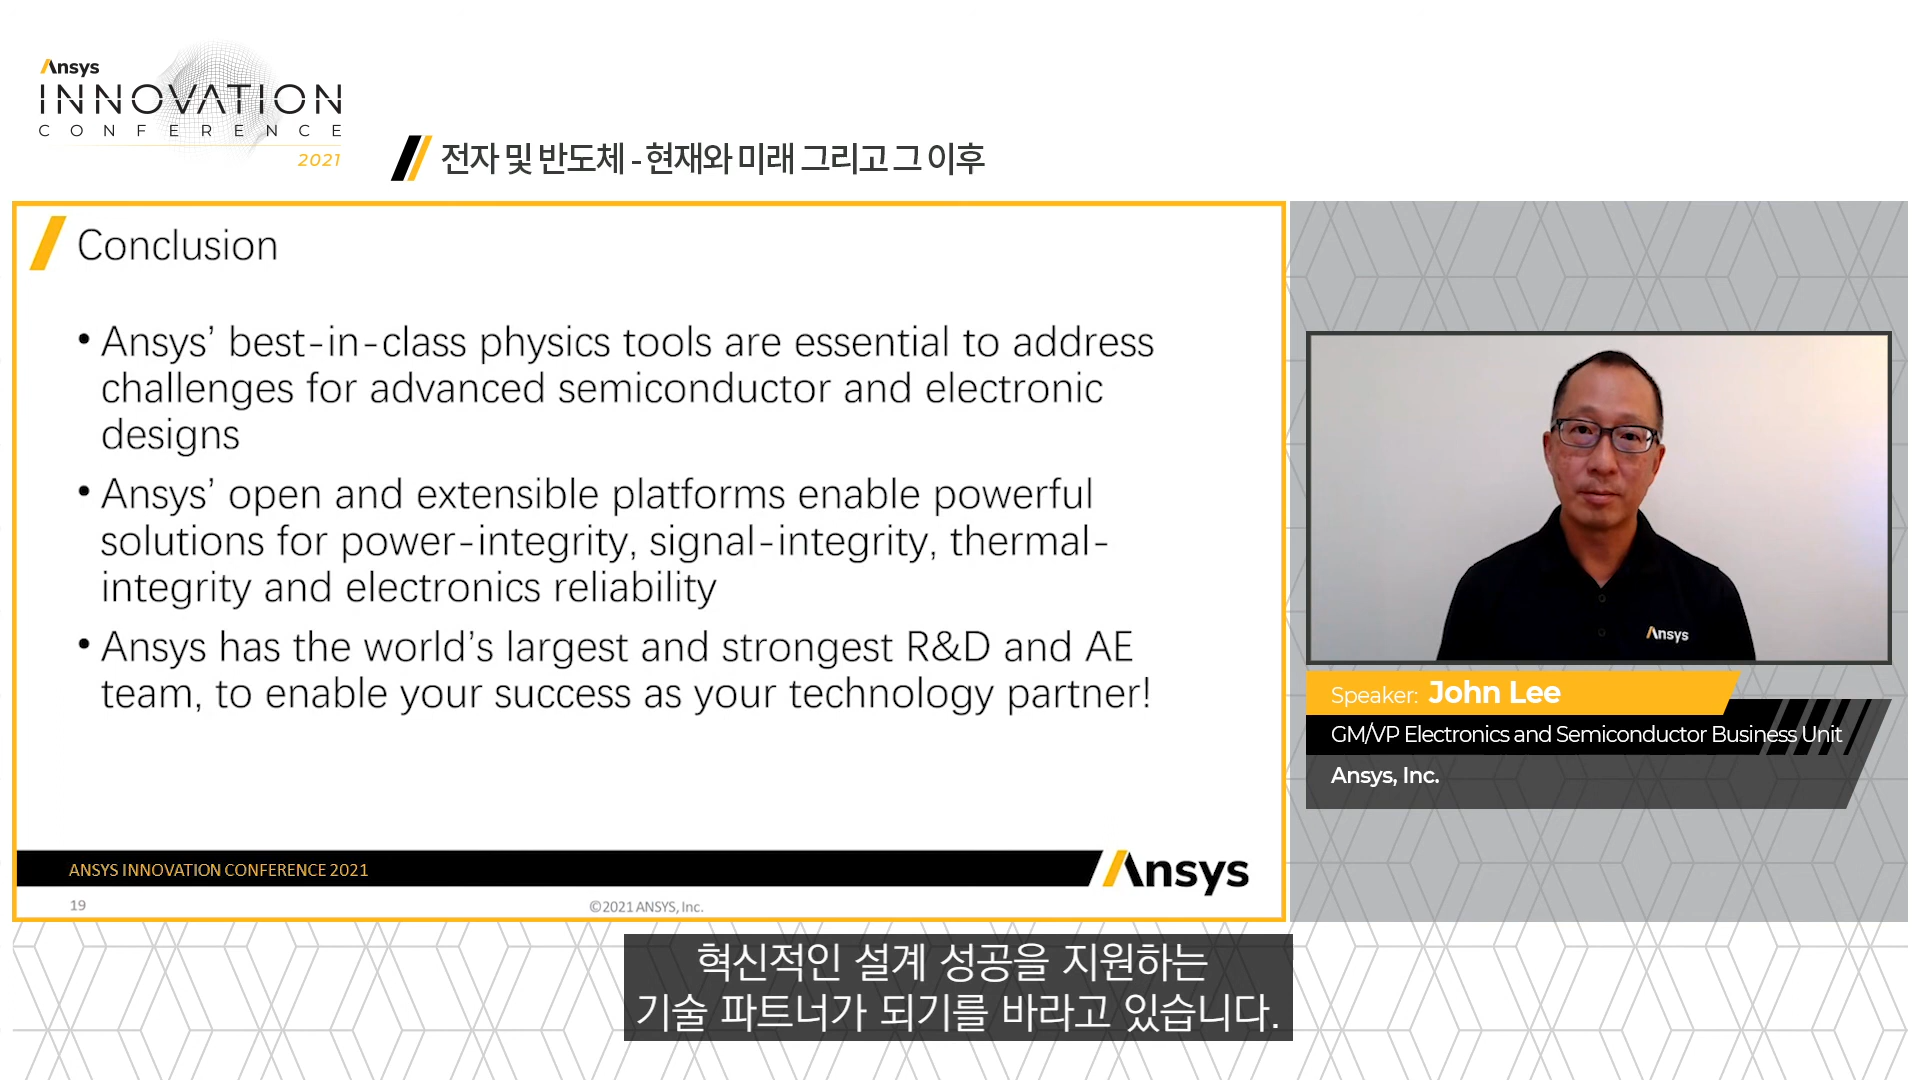 Ansys
INNOVATION
CONFERENCE
2021
전자 및 반도체 - 현재와 미래 그리고 그 이후
Conclusion
• Ansys’ best-in-class physics tools are essential to address
challenges for advanced semiconductor and electronic
designs
• Ansys’ open and extensible platforms enable powerful
solutions for power-integrity, signal-integrity, thermal-
integrity and electronics reliability
• Ansys has the world’s largest and strongest R&D and AE
team, to enable your success as your technology partner!
ANSYS INNOVATION CONFERENCE 2021
Ansys
19
©2021 ANSYS, Inc.
Ansys
Speaker: John Lee
GM/VP Electronics and Semiconductor Business Unit
Ansys, Inc.
혁신적인 설계 성공을 지원하는
기술 파트너가 되기를 바라고 있습니다.